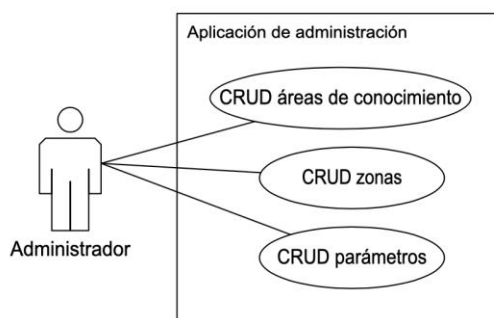 Aplicación de administración
CRUD áreas de conocimiento
CRUD zonas
CRUD parámetros
Administrador